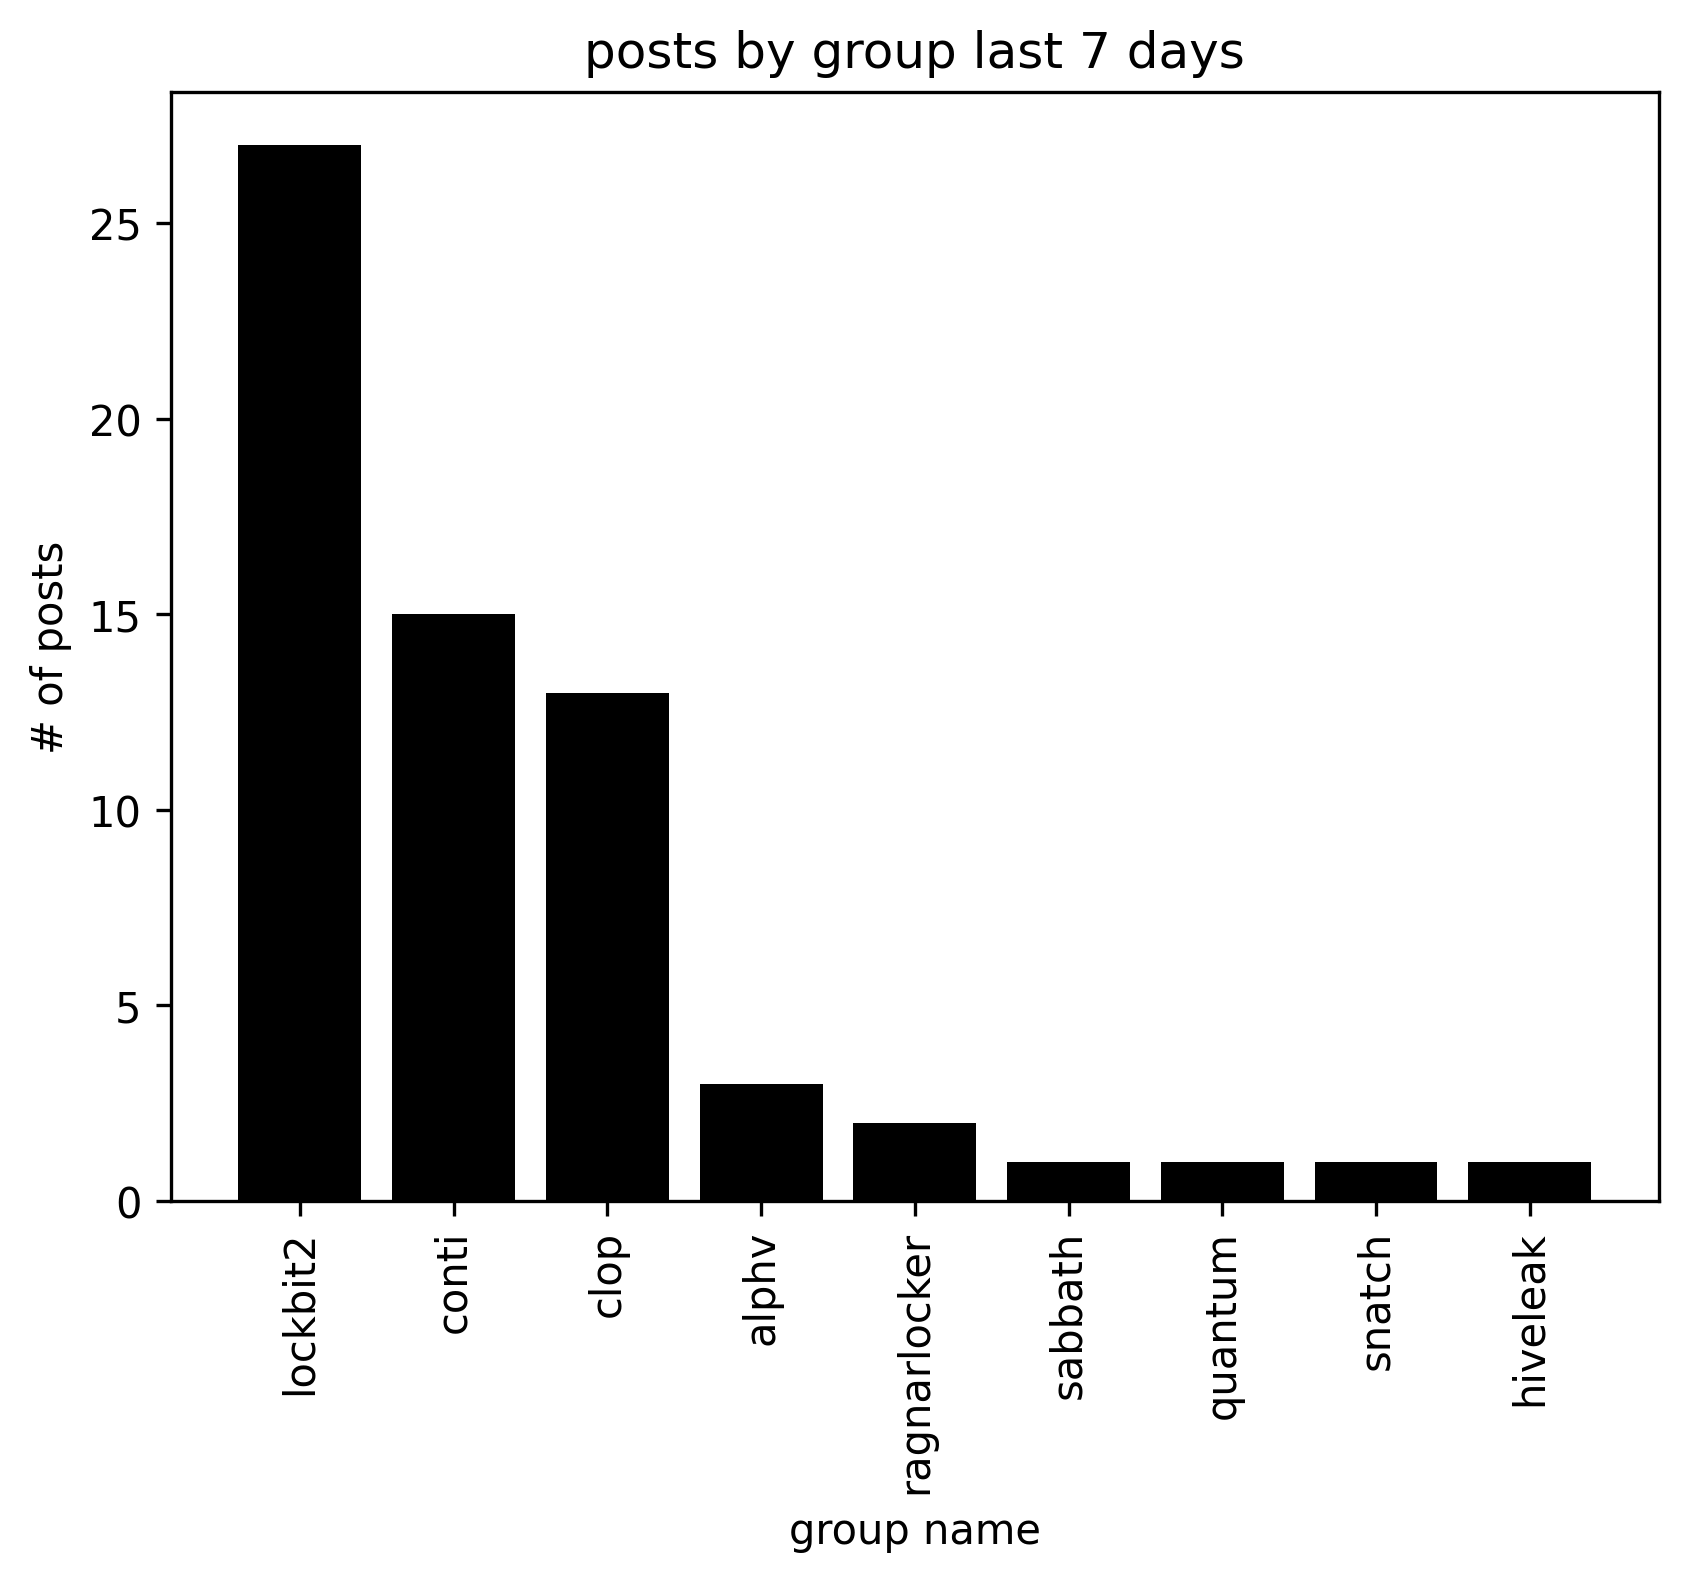 posts by group last 7 days
# of posts
25
20
15
10
5
0
lockbit2
conti
clop
alphv
ragnarlocker
sabbath
quantum
snatch
hiveleak
group name